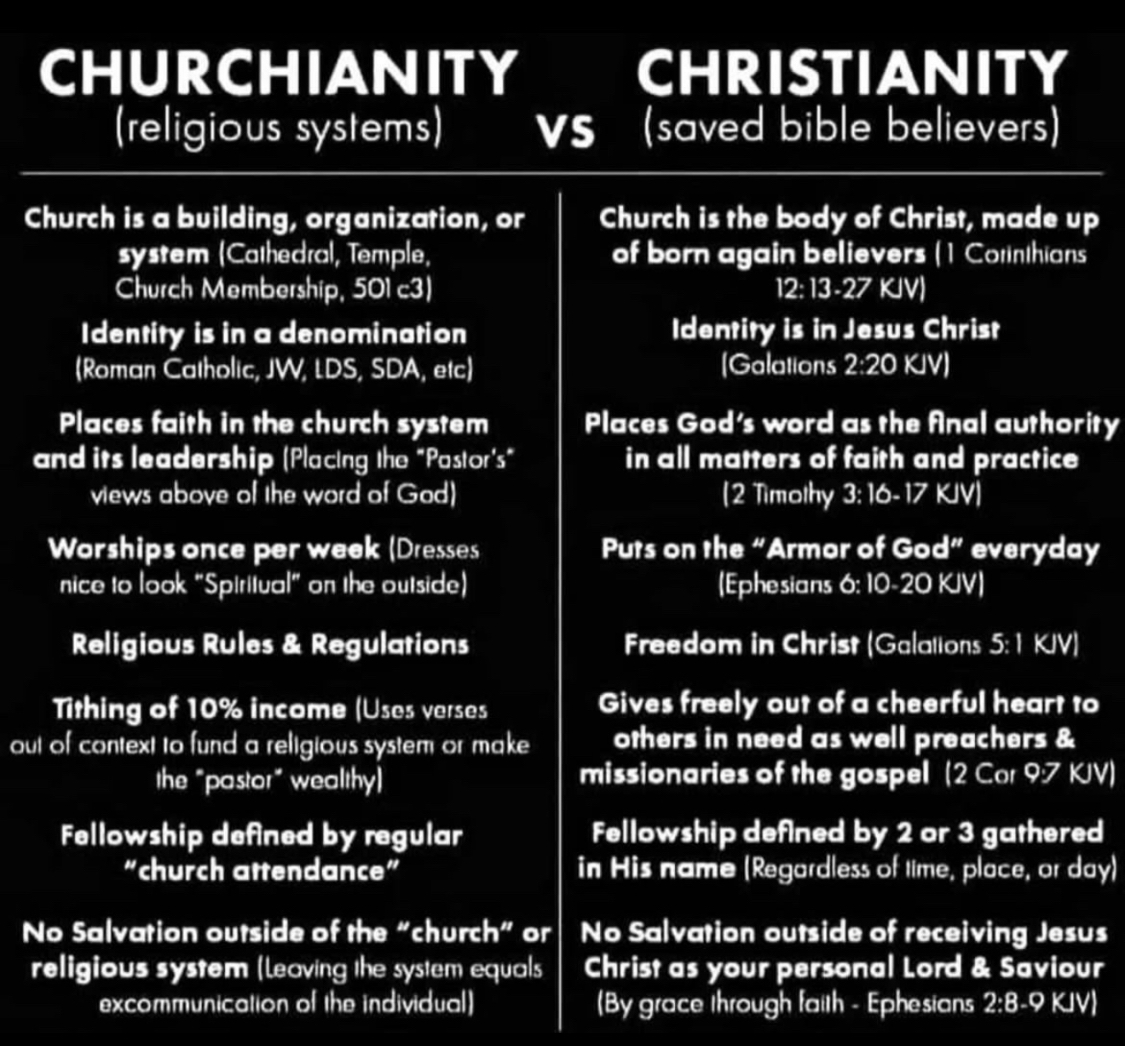 CHURCHIANITY
(religious systems)
VS
CHRISTIANITY
(saved bible believers)
Church is a building, organization, or
system (Cathedral, Temple,
Church Membership, 501 c3)
Identity is in a denomination
(Roman Catholic, JW, LDS, SDA, etc)
Places faith in the church system
and its leadership (Placing the "Pastor's"
views above of the word of God)
Worships once per week (Dresses
nice to look "Spiritual" on the outside)
Religious Rules & Regulations
Tithing of 10% income (Uses verses
out of context to fund a religious system or make
the "pastor" wealthy)
Fellowship defined by regular
"church attendance"
No Salvation outside of the "church" or
religious system (Leaving the system equals
excommunication of the individual)
Church is the body of Christ, made up
of born again believers (1 Corinthians
12: 13-27 KJV)
Identity is in Jesus Christ
(Galations 2:20 KJV)
Places God's word as the final authority
in all matters of faith and practice
(2 Timothy 3: 16-17 KJV)
Puts on the "Armor of God" everyday
(Ephesians 6: 10-20 KJV)
Freedom in Christ (Galations 5: 1 KJV)
Gives freely out of a cheerful heart to
others in need as well preachers &
missionaries of the gospel (2 Cor 9:7 KJV)
Fellowship defined by 2 or 3 gathered
in His name (Regardless of time, place, or day)
No Salvation outside of receiving Jesus
Christ as your personal Lord & Saviour
(By grace through faith - Ephesians 2:8-9 KJV)